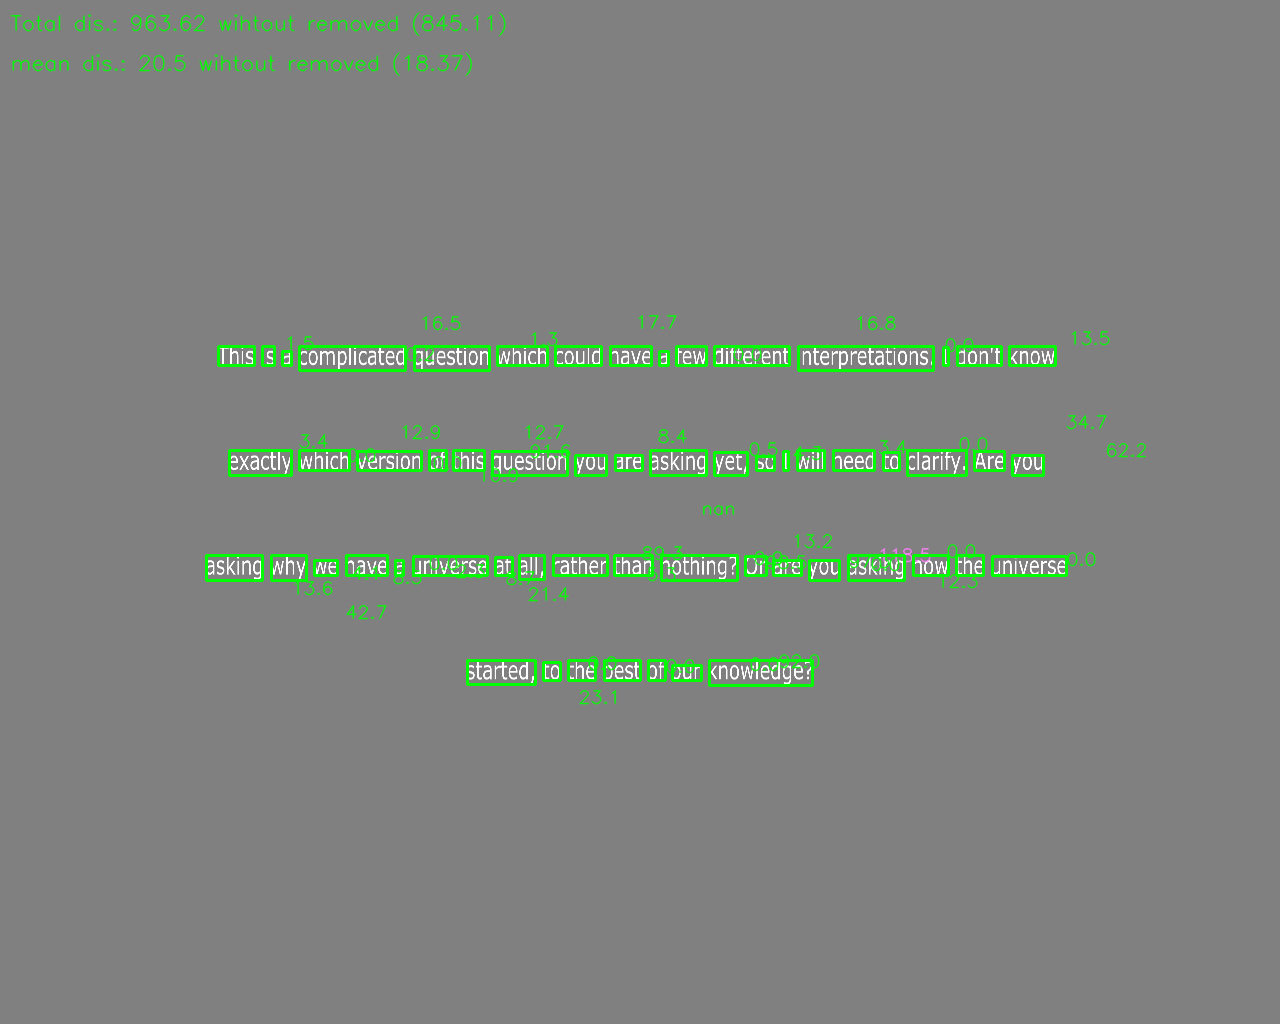 Total dis.: 963.62 wihtout removed (845.11)
mean dis.: 20.5 wihtout removed (18.37)
16.5 17.7 16.8
1.5 1.3 0.0 13.5
This is a complicated question which could have a few different interpretations. I don't know
34.7
3.4 12.9 12.7 8.4 3.4 0.0 62.2
exactly which version of this question you are asking yet, so I will need to clarify. Are you
nan
13.2
89.3 118.5 0.9 0.0
asking why we have a universe at all, rather than nothing? Or are you asking how the universe
13.6 21.4 12.3
42.7
started, to the best of our knowledge?
23.1